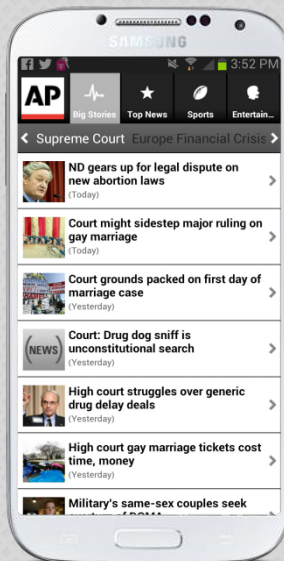 SAMSUNG
3:52 PM
AP
Big Stories
Top News
Sports
Entertain...
Supreme Court
Europe Financial Crisis
ND gears up for legal dispute on
new abortion laws
(Today)
Court might sidestep major ruling on
gay marriage
(Today)
Court grounds packed on first day of
marriage case
(Yesterday)
(NEWS)
Court: Drug dog sniff is
unconstitutional search
(Yesterday)
High court struggles over generic
drug delay deals
(Yesterday)
High court gay marriage tickets cost
time, money
(Yesterday)
Military's same-sex couples seek